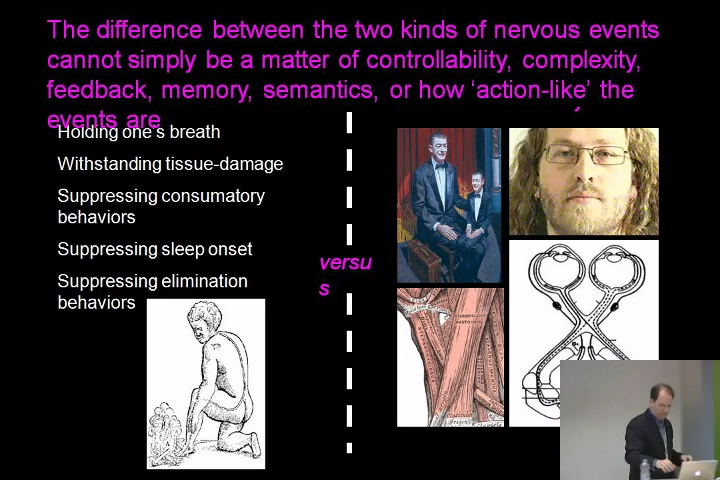 The difference between the two kinds of nervous events
cannot simply be a matter of controllability, complexity,
feedback, memory, semantics, or how ‘action-like’ the
events are
Holding one’s breath
Withstanding tissue-damage
Suppressing consumatory
behaviors
Suppressing sleep onset
Suppressing elimination
behaviors
versu
s